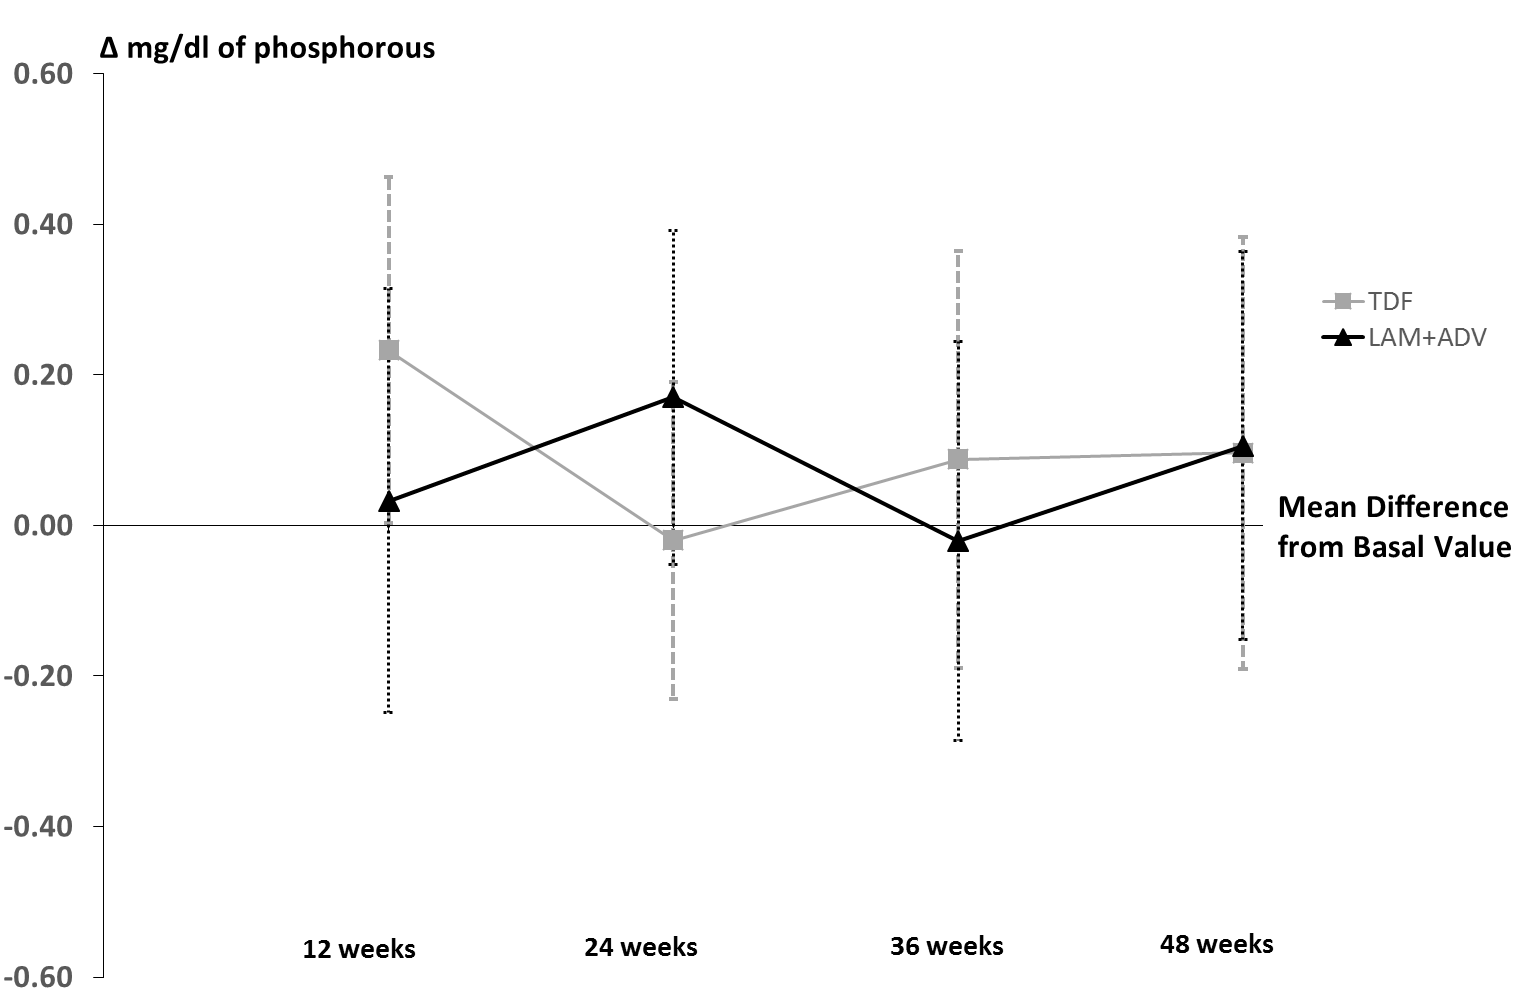 Δ mg/dl of phosphorous
0.60
0.40
0.20
0.00
-0.20
-0.40
-0.60
TDF
LAM+ADV
Mean Difference
from Basal Value
12 weeks
24 weeks
36 weeks
48 weeks